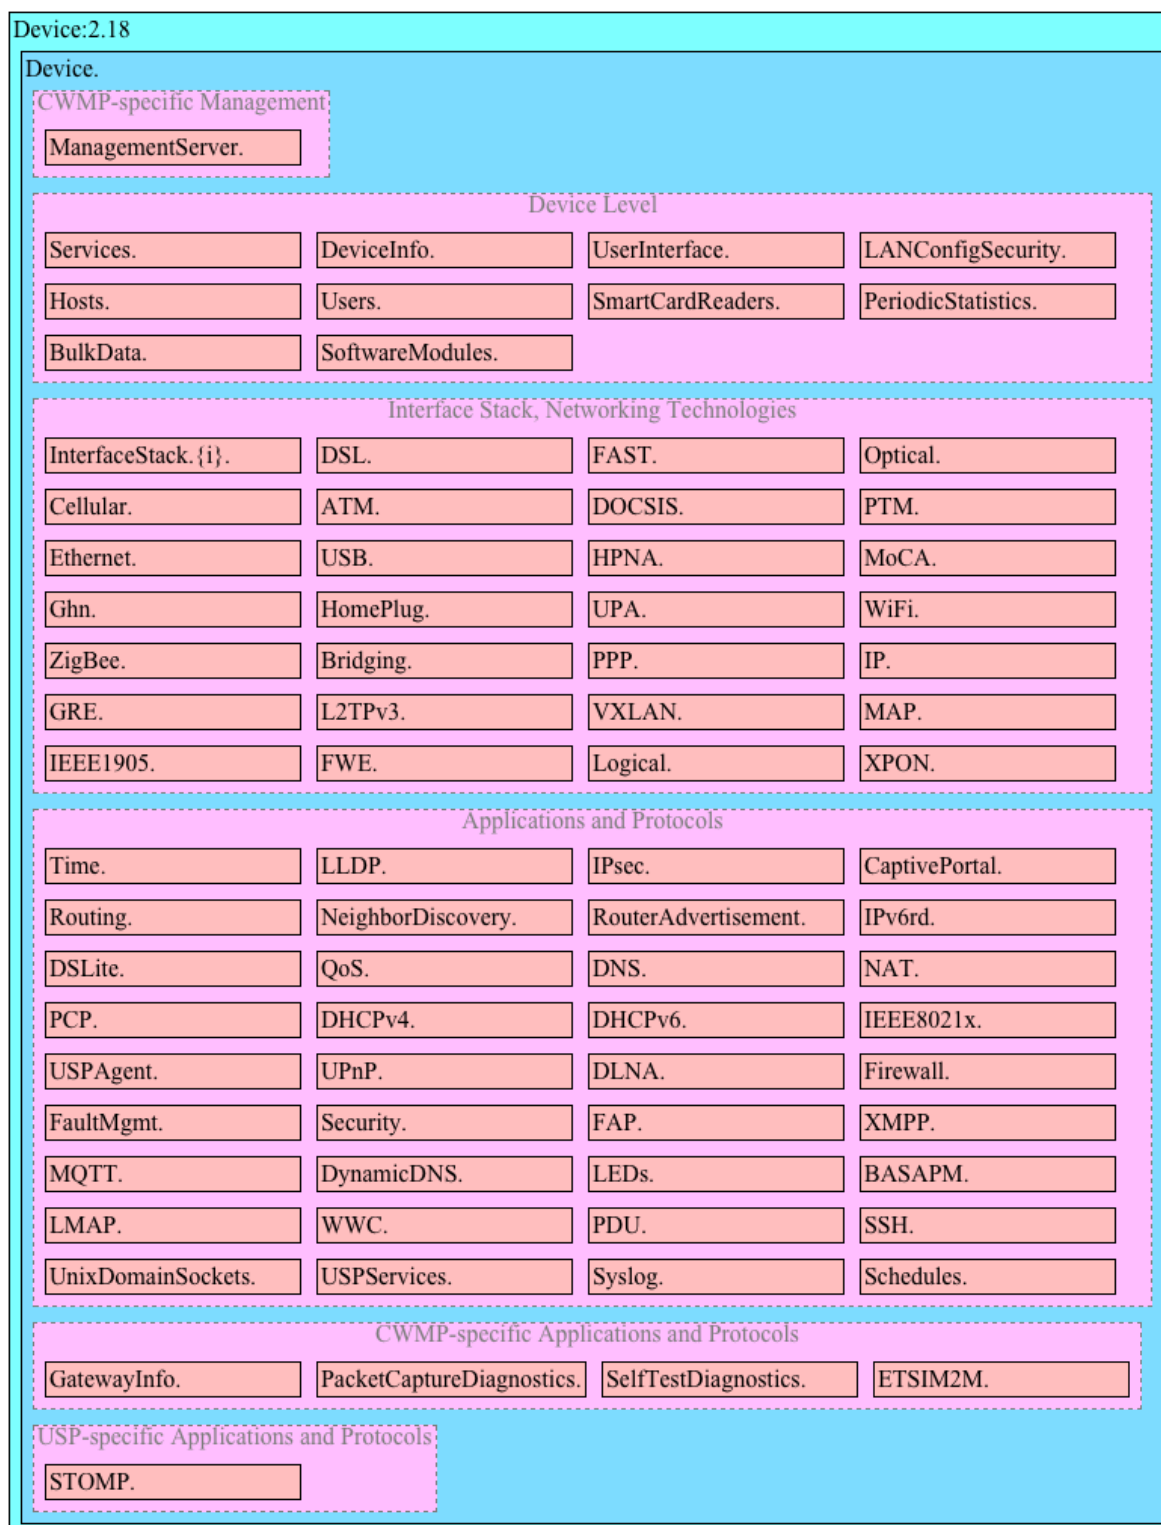 Device:2.18
Device.
CWMP-specific Management
ManagementServer.
Device Level
Services. DeviceInfo. UserInterface. LANConfigSecurity.
Hosts. Users. SmartCardReaders. PeriodicStatistics.
BulkData. SoftwareModules.
Interface Stack, Networking Technologies
InterfaceStack.{i}. DSL. FAST. Optical.
Cellular. ATM. DOCSIS. PTM.
Ethernet. USB. HPNA. MoCA.
Ghn. HomePlug. UPA. WiFi.
ZigBee. Bridging. PPP. IP.
GRE. L2TPv3. VXLAN. MAP.
IEEE1905. FWE. Logical. XPON.
Applications and Protocols
Time. LLDP. IPsec. CaptivePortal.
Routing. NeighborDiscovery. RouterAdvertisement. IPv6rd.
DSLite. QoS. DNS. NAT.
PCP. DHCPv4. DHCPv6. IEEE8021x.
USPAgent. UPnP. DLNA. Firewall.
FaultMgmt. Security. FAP. XMPP.
MQTT. DynamicDNS. LEDs. BASAPM.
LMAP. WWC. PDU. SSH.
UnixDomainSockets. USPServices. Syslog. Schedules.
CWMP-specific Applications and Protocols
GatewayInfo. PacketCaptureDiagnostics. SelfTestDiagnostics. ETSIM2M.
USP-specific Applications and Protocols
STOMP.